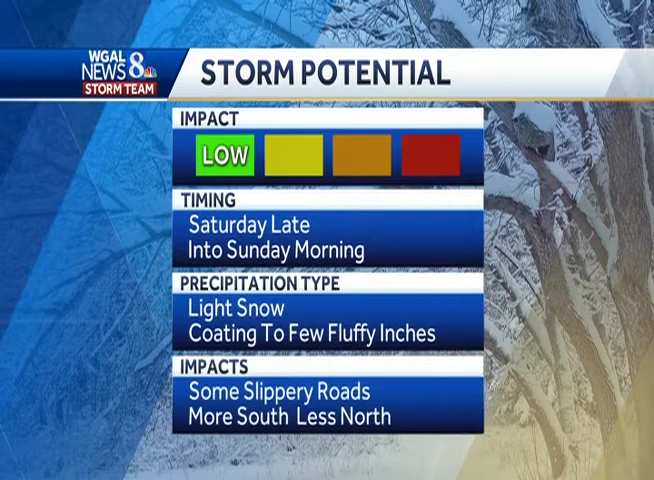 WGAL
NEWS 8
STORM TEAM
STORM POTENTIAL
IMPACT
LOW
TIMING
Saturday Late
Into Sunday Morning
PRECIPITATION TYPE
Light Snow
Coating To Few Fluffy Inches
IMPACTS
Some Slippery Roads
More South Less North